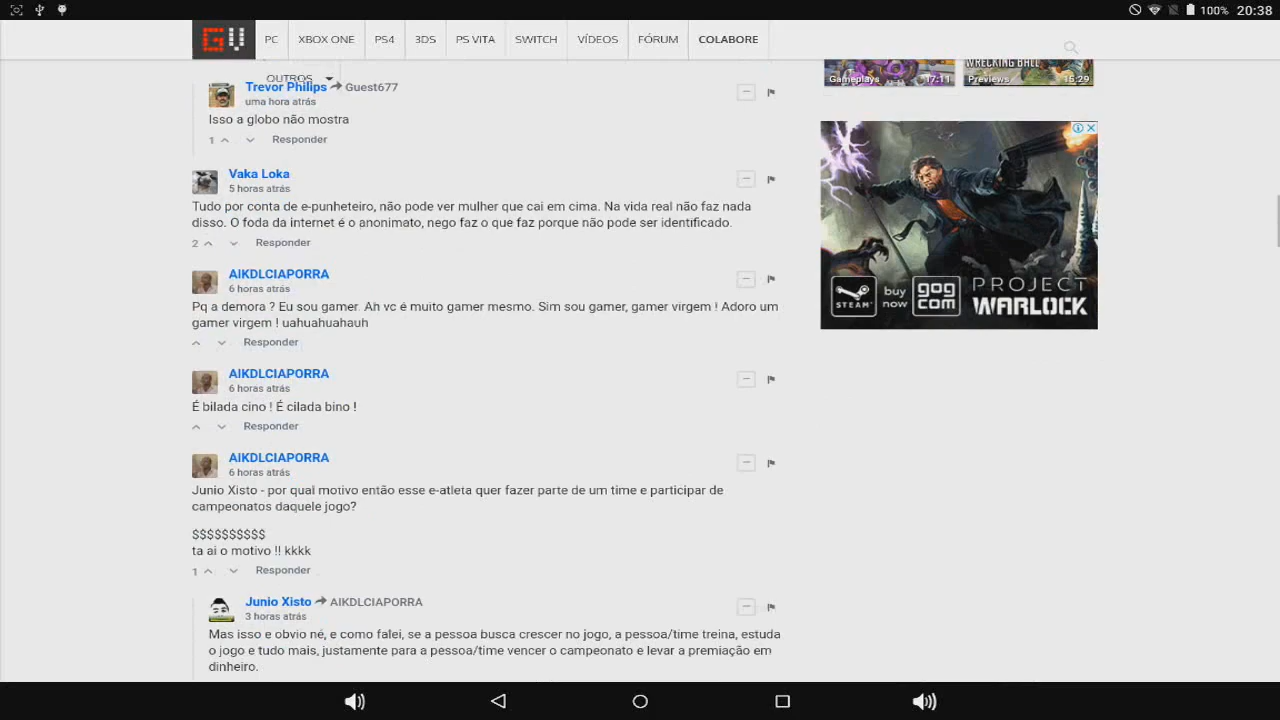 100% 20:38
GV PC XBOX ONE PS4 3DS PS VITA SWITCH VÍDEOS FÓRUM COLABORE
OUTROS
Trevor Philips Guest677
uma hora atrás
Isso a globo não mostra
1 Responder
Vaka Loka
5 horas atrás
Tudo por conta de e-punheteiro, não pode ver mulher que cai em cima. Na vida real não faz nada
disso. O foda da internet é o anonimato, nego faz o que faz porque não pode ser identificado.
2 Responder
AIKDLCIAPORRA
6 horas atrás
Pq a demora ? Eu sou gamer. Ah vc é muito gamer mesmo. Sim sou gamer, gamer virgem ! Adoro um
gamer virgem ! uahuahuahauh
Responder
AIKDLCIAPORRA
6 horas atrás
É bilada cino ! É cilada bino !
Responder
AIKDLCIAPORRA
6 horas atrás
Junio Xisto - por qual motivo então esse e-atleta quer fazer parte de um time e participar de
campeonatos daquele jogo?
$$$$$$$$$$
ta ai o motivo !! kkkk
1 Responder
Junio Xisto AIKDLCIAPORRA
3 horas atrás
Mas isso e obvio né, e como falei, se a pessoa busca crescer no jogo, a pessoa/time treina, estuda
o jogo e tudo mais, justamente para a pessoa/time vencer o campeonato e levar a premiação em
dinheiro.
WRECKING BALL
Gameplays 17:11 Previews 15:29
STEAM buy now gog com PROJECT
WARLOCK